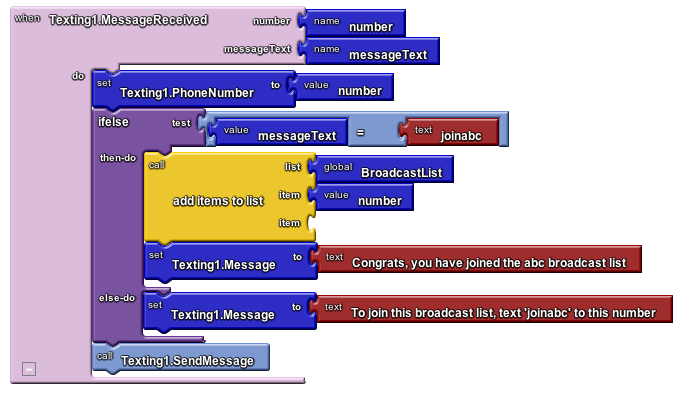 when Texting1.MessageReceived number name number
messageText name messageText
do set Texting1.PhoneNumber to value number
ifelse test value messageText = text joinabc
then-do call add items to list list global BroadcastList
item value number
item
set Texting1.Message to text Congrats, you have joined the abc broadcast list
else-do set Texting1.Message to text To join this broadcast list, text 'joinabc' to this number
call Texting1.SendMessage